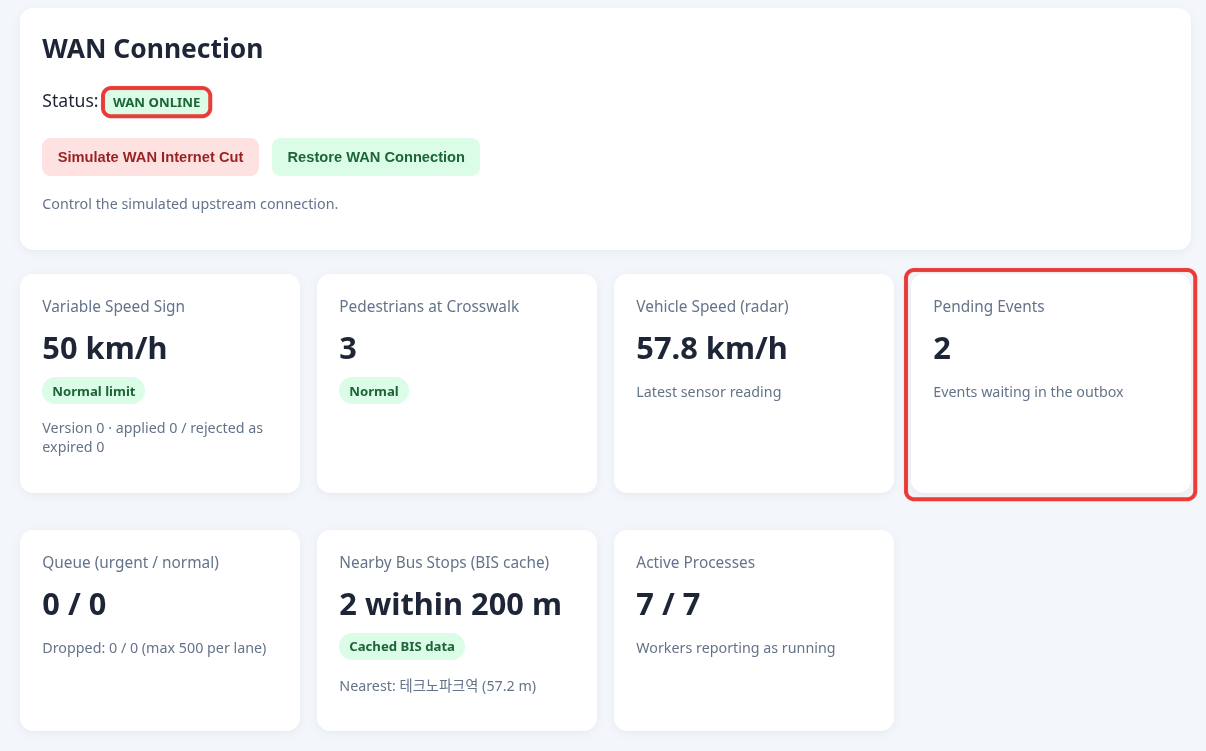 WAN Connection
Status: WAN ONLINE
Simulate WAN Internet Cut
Restore WAN Connection
Control the simulated upstream connection.
Variable Speed Sign
50 km/h
Normal limit
Version 0 · applied 0 / rejected as
expired 0
Pedestrians at Crosswalk
3
Normal
Vehicle Speed (radar)
57.8 km/h
Latest sensor reading
Pending Events
2
Events waiting in the outbox
Queue (urgent / normal)
0 / 0
Dropped: 0 / 0 (max 500 per lane)
Nearby Bus Stops (BIS cache)
2 within 200 m
Cached BIS data
Nearest: 테크노파크역 (57.2 m)
Active Processes
7 / 7
Workers reporting as running